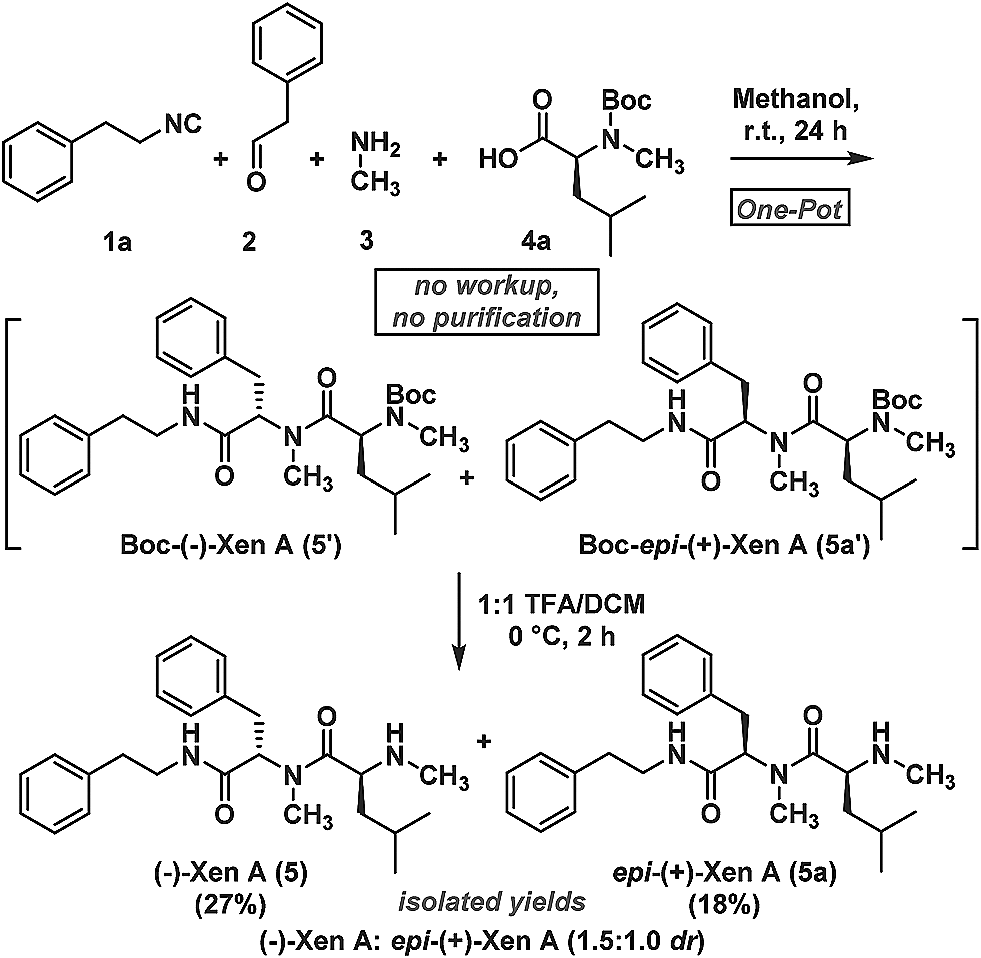 NC
+
O
+
NH2
CH3
+
O
HO
Boc
N
CH3
Methanol,
r.t., 24 h
One-Pot
1a
2
3
4a
no workup,
no purification
H
N
O
N
CH3
O
Boc
N
CH3
+
H
N
O
N
CH3
O
Boc
N
CH3
Boc-(-)-Xen A (5')
Boc-epi-(+)-Xen A (5a')
1:1 TFA/DCM
0 °C, 2 h
H
N
O
N
CH3
O
H
N
CH3
+
H
N
O
N
CH3
O
H
N
CH3
(-)-Xen A (5)
(27%)
epi-(+)-Xen A (5a)
(18%)
isolated yields
(-)-Xen A: epi-(+)-Xen A (1.5:1.0 dr)